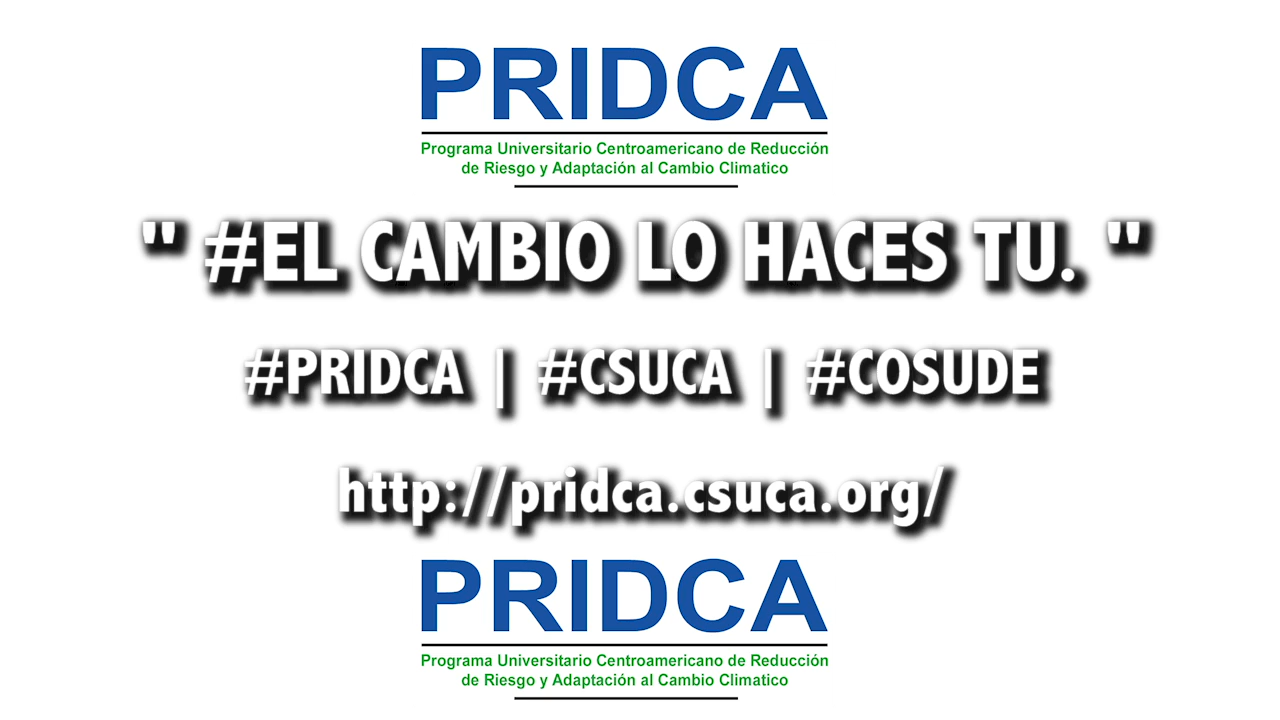 PRIDCA
Programa Universitario Centroamericano de Reducción
de Riesgo y Adaptación al Cambio Climatico
" #EL CAMBIO LO HACES TU. "
#PRIDCA | #CSUCA | #COSUDE
http://pridca.csuca.org/
PRIDCA
Programa Universitario Centroamericano de Reducción
de Riesgo y Adaptación al Cambio Climatico